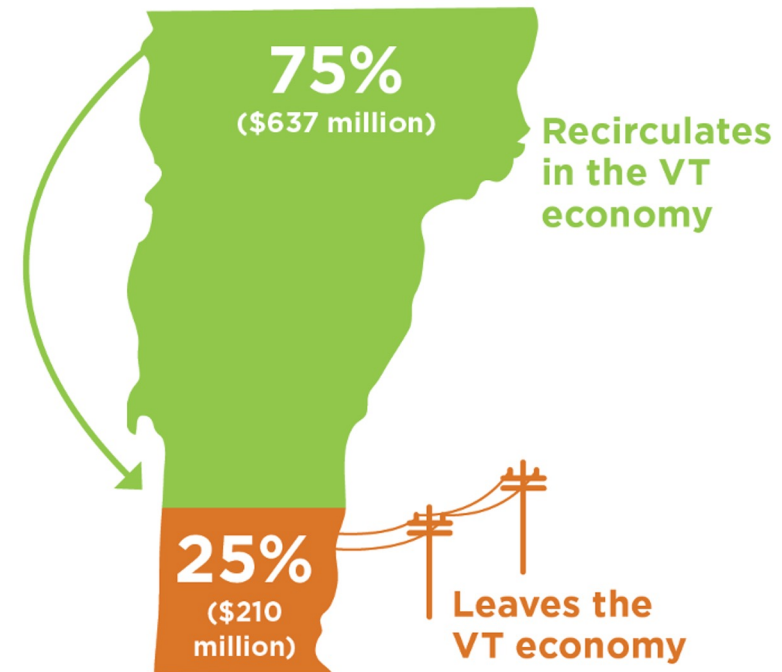 75%
($637 million)
Recirculates
in the VT
economy
25%
($210
million)
Leaves the
VT economy